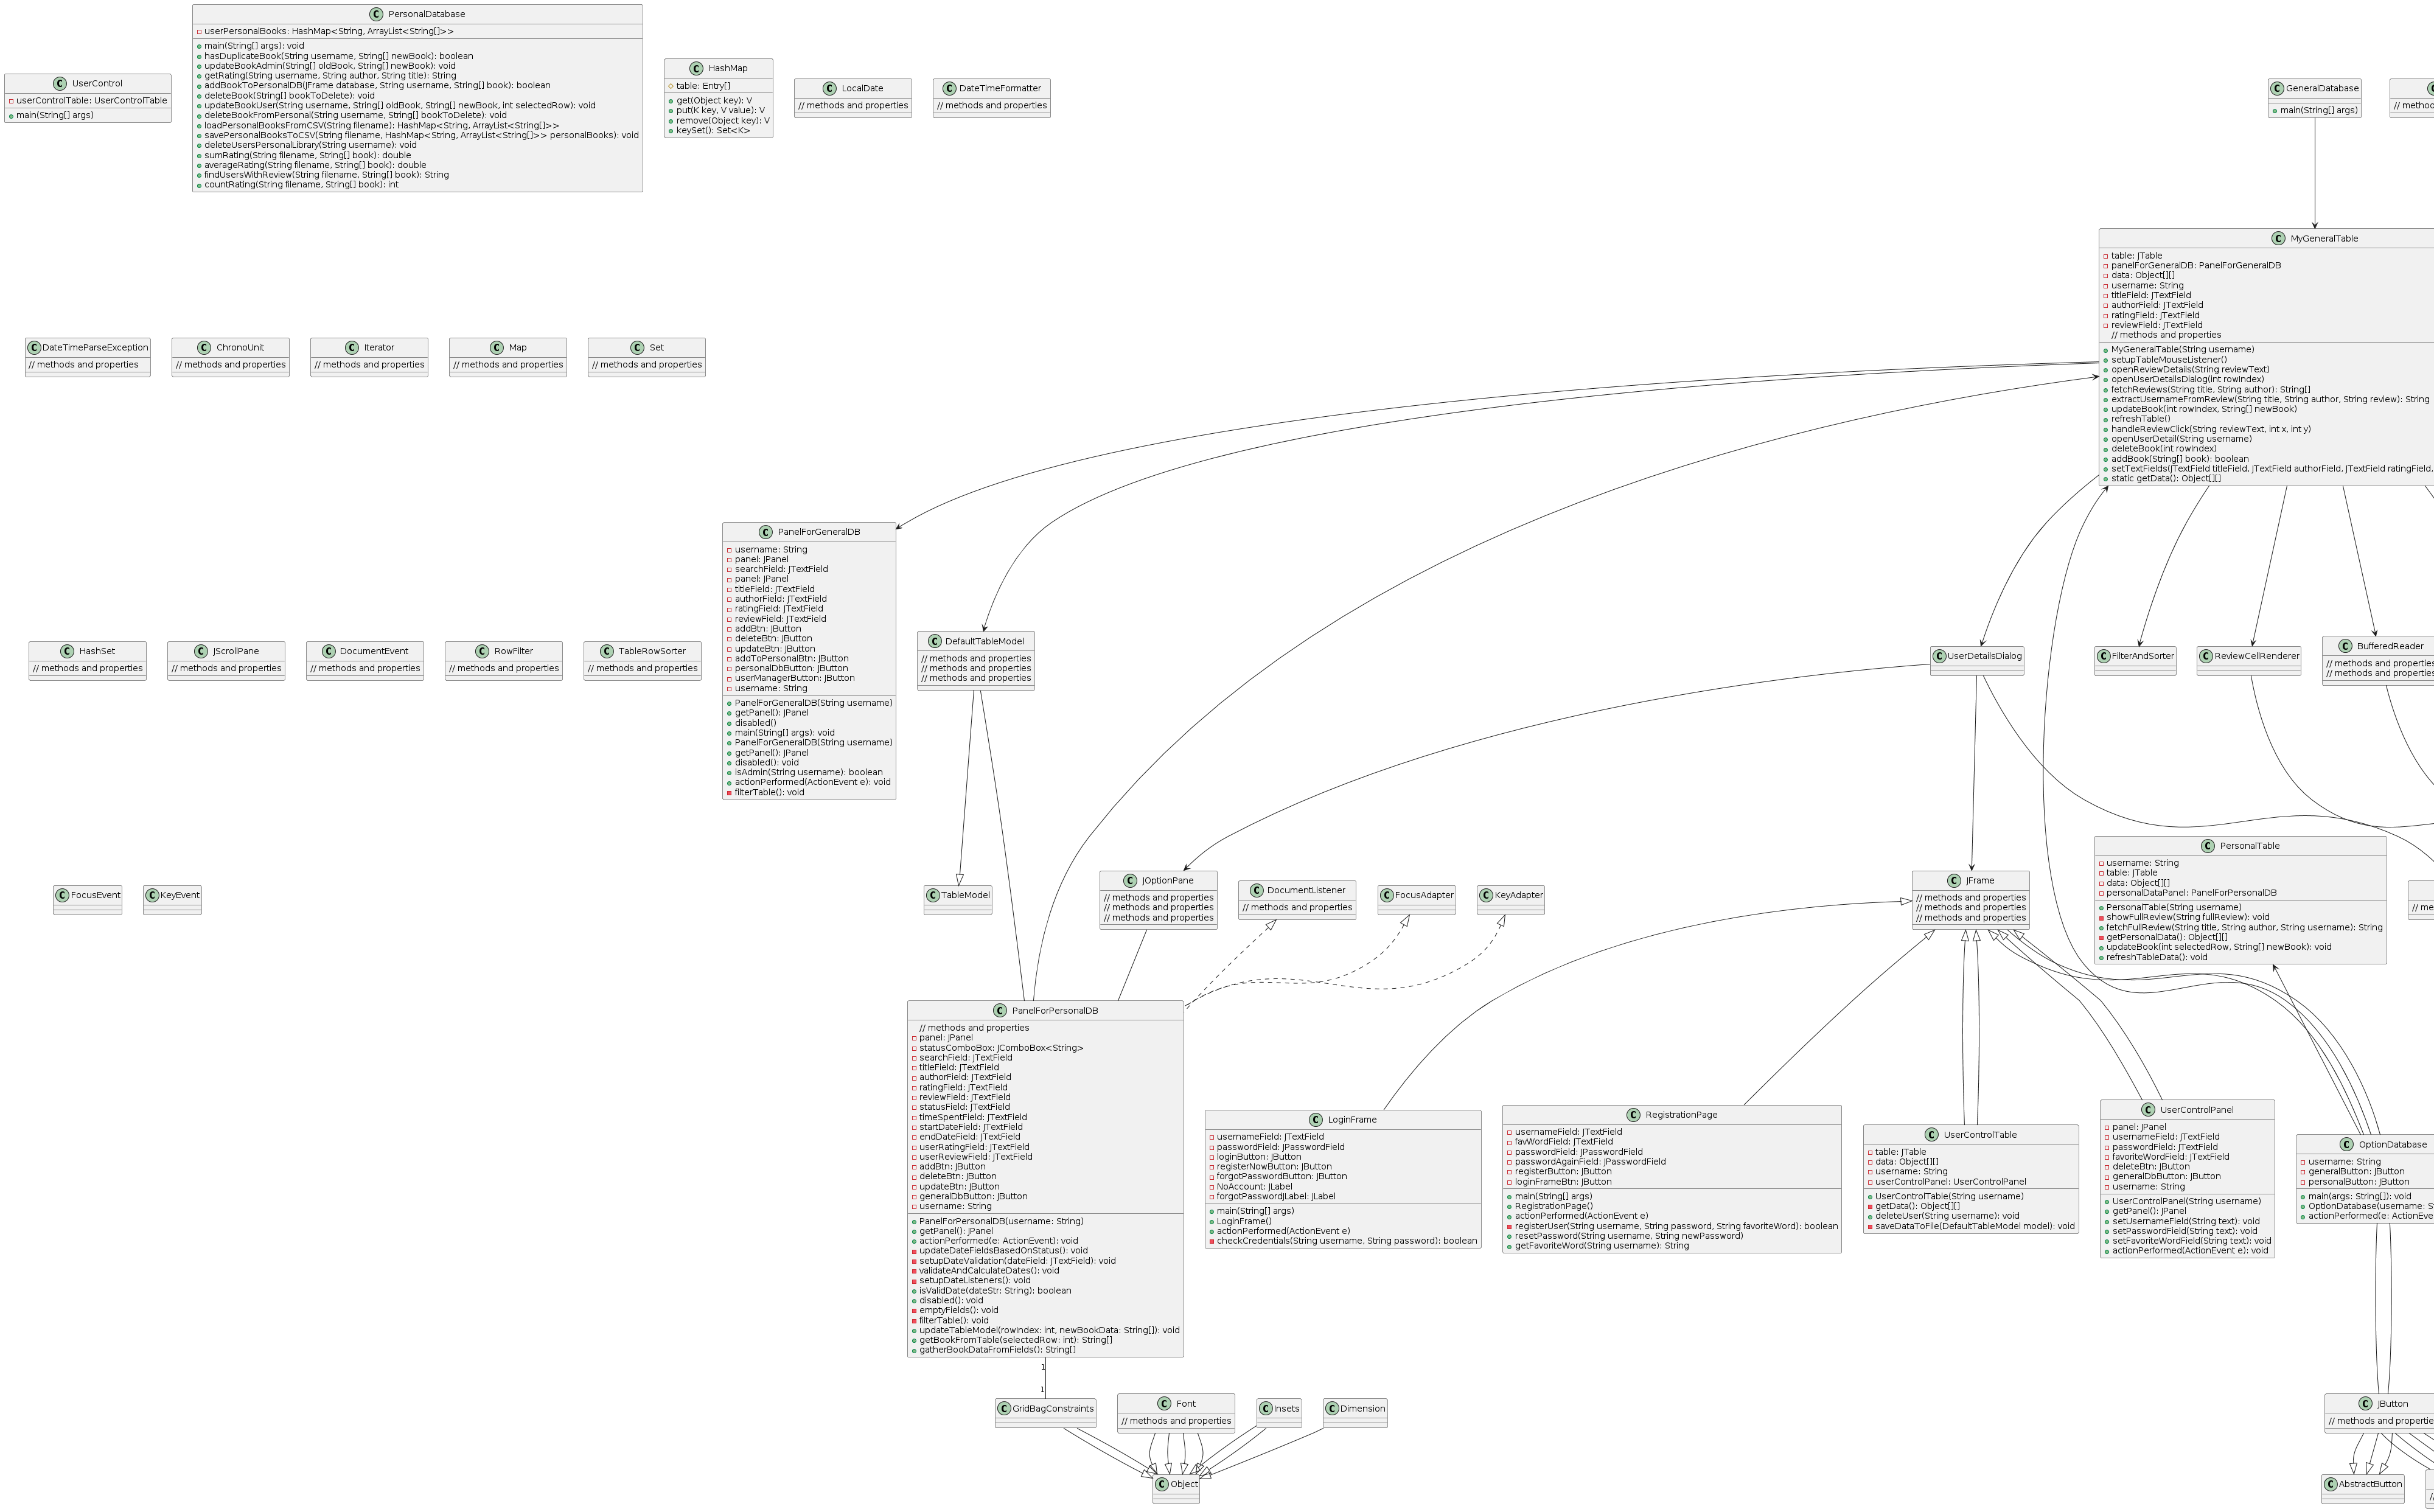 PersonalDatabase
userPersonalBooks: HashMap<String, ArrayList<String[]>>
main(String[] args): void
hasDuplicateBook(String username, String[] newBook): boolean
updateBookAdmin(String[] oldBook, String[] newBook): void
getRating(String username, String author, String title): String
addBookToPersonalDB(JFrame database, String username, String[] book): boolean
deleteBook(String[] bookToDelete): void
updateBookUser(String username, String[] oldBook, String[] newBook, int selectedRow): void
deleteBookFromPersonal(String username, String[] bookToDelete): void
loadPersonalBooksFromCSV(String filename): HashMap<String, ArrayList<String[]>>
savePersonalBooksToCSV(String filename, HashMap<String, ArrayList<String[]>> personalBooks): void
deleteUsersPersonalLibrary(String username): void
sumRating(String filename, String[] book): double
averageRating(String filename, String[] book): double
findUsersWithReview(String filename, String[] book): String
countRating(String filename, String[] book): int
UserControl
userControlTable: UserControlTable
main(String[] args)
HashMap
table: Entry[]
get(Object key): V
put(K key, V value): V
remove(Object key): V
keySet(): Set<K>
LocalDate
// methods and properties
DateTimeFormatter
// methods and properties
GeneralDatabase
main(String[] args)
// method
MyGeneralTable
table: JTable
panelForGeneralDB: PanelForGeneralDB
data: Object[][]
username: String
titleField: JTextField
authorField: JTextField
ratingField: JTextField
reviewField: JTextField
// methods and properties
MyGeneralTable(String username)
setupTableMouseListener()
openReviewDetails(String reviewText)
openUserDetailsDialog(int rowIndex)
fetchReviews(String title, String author): String[]
extractUsernameFromReview(String title, String author, String review): String
updateBook(int rowIndex, String[] newBook)
refreshTable()
handleReviewClick(String reviewText, int x, int y)
openUserDetail(String username)
deleteBook(int rowIndex)
addBook(String[] book): boolean
setTextFields(JTextField titleField, JTextField authorField, JTextField ratingField,
static getData(): Object[][]
DateTimeParseException
// methods and properties
ChronoUnit
// methods and properties
Iterator
// methods and properties
Map
// methods and properties
Set
// methods and properties
PanelForGeneralDB
username: String
panel: JPanel
searchField: JTextField
panel: JPanel
titleField: JTextField
authorField: JTextField
ratingField: JTextField
reviewField: JTextField
addBtn: JButton
deleteBtn: JButton
updateBtn: JButton
addToPersonalBtn: JButton
personalDbButton: JButton
userManagerButton: JButton
username: String
PanelForGeneralDB(String username)
getPanel(): JPanel
disabled()
main(String[] args): void
PanelForGeneralDB(String username)
getPanel(): JPanel
disabled(): void
isAdmin(String username): boolean
actionPerformed(ActionEvent e): void
filterTable(): void
HashSet
// methods and properties
JScrollPane
// methods and properties
DocumentEvent
// methods and properties
RowFilter
// methods and properties
TableRowSorter
// methods and properties
DefaultTableModel
// methods and properties
// methods and properties
// methods and properties
UserDetailsDialog
FilterAndSorter
ReviewCellRenderer
BufferedReader
// methods and properties
// methods and properties
FocusEvent
KeyEvent
TableModel
JOptionPane
// methods and properties
// methods and properties
// methods and properties
DocumentListener
// methods and properties
FocusAdapter
KeyAdapter
JFrame
// methods and properties
// methods and properties
// methods and properties
PersonalTable
username: String
table: JTable
data: Object[][]
personalDataPanel: PanelForPersonalDB
PersonalTable(String username)
showFullReview(String fullReview): void
fetchFullReview(String title, String author, String username): String
getPersonalData(): Object[][]
updateBook(int selectedRow, String[] newBook): void
refreshTableData(): void
// me
PanelForPersonalDB
// methods and properties
panel: JPanel
statusComboBox: JComboBox<String>
searchField: JTextField
titleField: JTextField
authorField: JTextField
ratingField: JTextField
reviewField: JTextField
statusField: JTextField
timeSpentField: JTextField
startDateField: JTextField
endDateField: JTextField
userRatingField: JTextField
userReviewField: JTextField
addBtn: JButton
deleteBtn: JButton
updateBtn: JButton
generalDbButton: JButton
username: String
PanelForPersonalDB(username: String)
getPanel(): JPanel
actionPerformed(e: ActionEvent): void
updateDateFieldsBasedOnStatus(): void
setupDateValidation(dateField: JTextField): void
validateAndCalculateDates(): void
setupDateListeners(): void
isValidDate(dateStr: String): boolean
disabled(): void
emptyFields(): void
filterTable(): void
updateTableModel(rowIndex: int, newBookData: String[]): void
getBookFromTable(selectedRow: int): String[]
gatherBookDataFromFields(): String[]
LoginFrame
usernameField: JTextField
passwordField: JPasswordField
loginButton: JButton
registerNowButton: JButton
forgotPasswordButton: JButton
NoAccount: JLabel
forgotPasswordJLabel: JLabel
main(String[] args)
LoginFrame()
actionPerformed(ActionEvent e)
checkCredentials(String username, String password): boolean
RegistrationPage
usernameField: JTextField
favWordField: JTextField
passwordField: JPasswordField
passwordAgainField: JPasswordField
registerButton: JButton
loginFrameBtn: JButton
main(String[] args)
RegistrationPage()
actionPerformed(ActionEvent e)
registerUser(String username, String password, String favoriteWord): boolean
resetPassword(String username, String newPassword)
getFavoriteWord(String username): String
UserControlTable
table: JTable
data: Object[][]
username: String
userControlPanel: UserControlPanel
UserControlTable(String username)
getData(): Object[][]
deleteUser(String username): void
saveDataToFile(DefaultTableModel model): void
UserControlPanel
panel: JPanel
usernameField: JTextField
passwordField: JTextField
favoriteWordField: JTextField
deleteBtn: JButton
generalDbButton: JButton
username: String
UserControlPanel(String username)
getPanel(): JPanel
setUsernameField(String text): void
setPasswordField(String text): void
setFavoriteWordField(String text): void
actionPerformed(ActionEvent e): void
OptionDatabase
username: String
generalButton: JButton
personalButton: JButton
main(args: String[]): void
OptionDatabase(username: S
actionPerformed(e: ActionEve
1
1
GridBagConstraints
Font
// methods and properties
Insets
Dimension
Object
JButton
// methods and propertie
AbstractButton
//